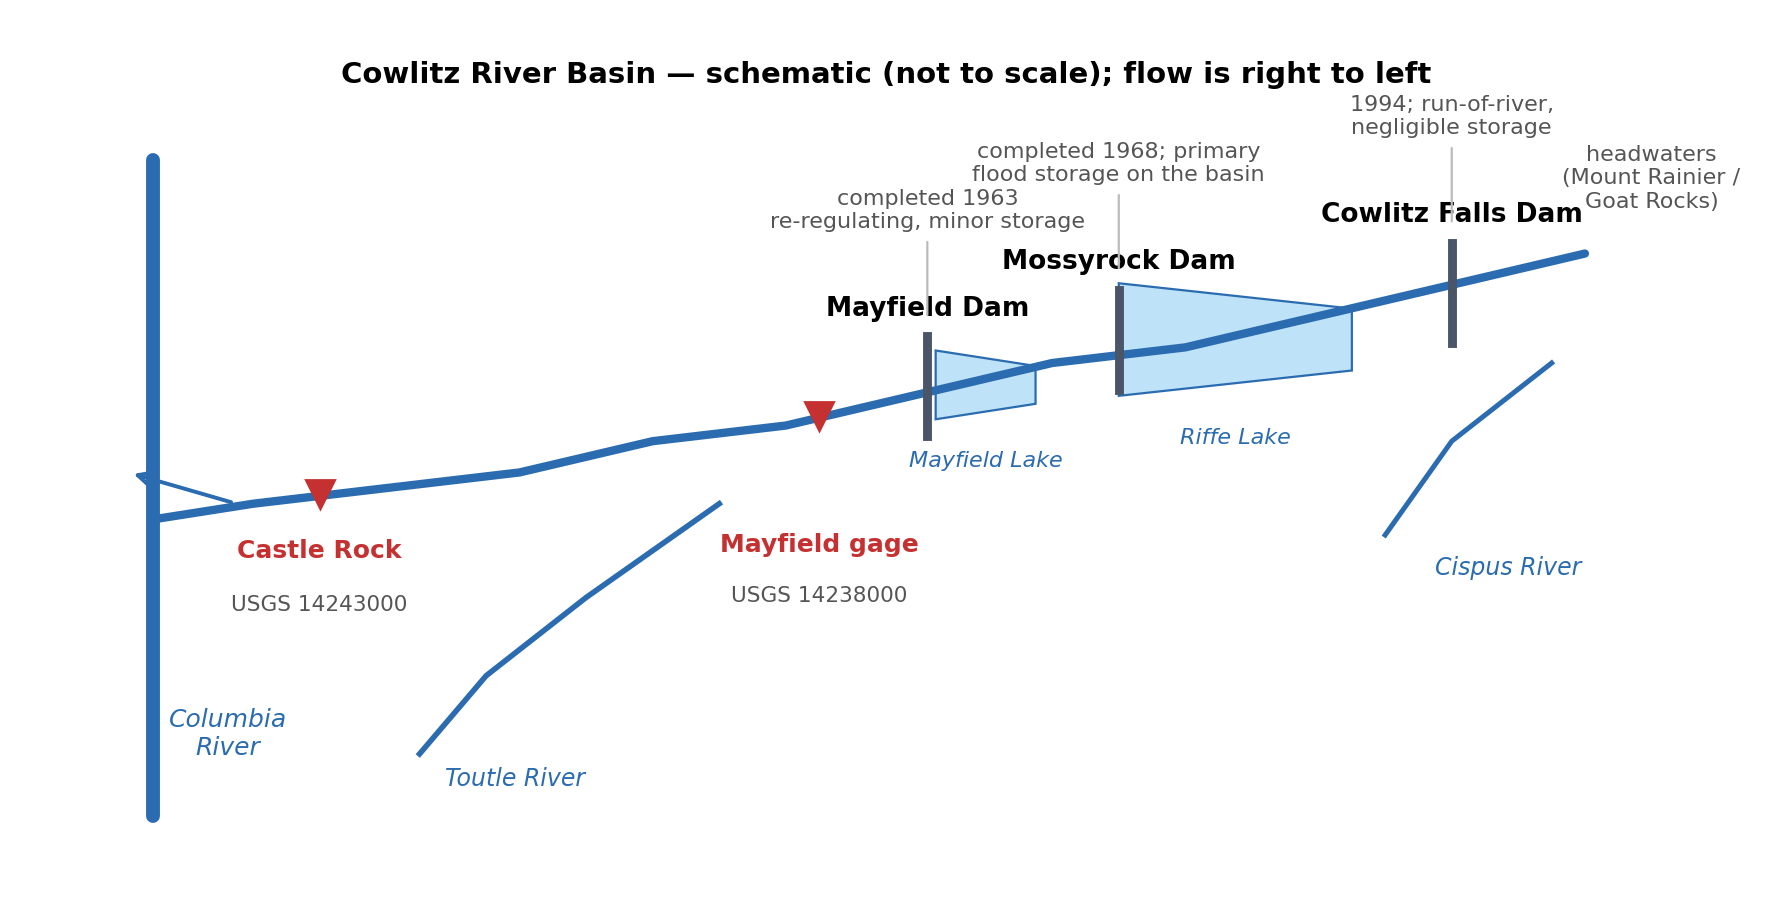 Cowlitz River Basin — schematic (not to scale); flow is right to left
1994; run-of-river,
negligible storage
completed 1968; primary
flood storage on the basin
headwaters
(Mount Rainier /
Goat Rocks)
completed 1963
re-regulating, minor storage
Cowlitz Falls Dam
Mossyrock Dam
Mayfield Dam
Riffe Lake
Mayfield Lake
Castle Rock
USGS 14243000
Mayfield gage
USGS 14238000
Cispus River
Columbia
River
Toutle River